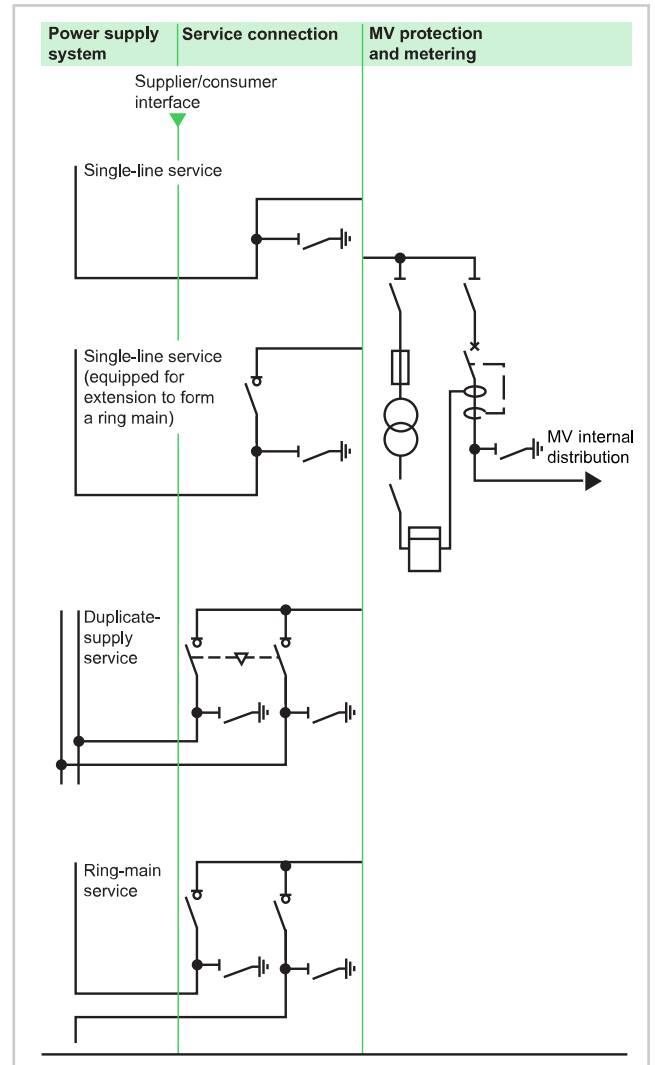 Power supply
system
Service connection
MV protection
and metering
Supplier/consumer
interface
Single-line service
Single-line service
(equipped for
extension to form
a ring main)
MV internal
distribution
Duplicate-
supply
service
Ring-main
service